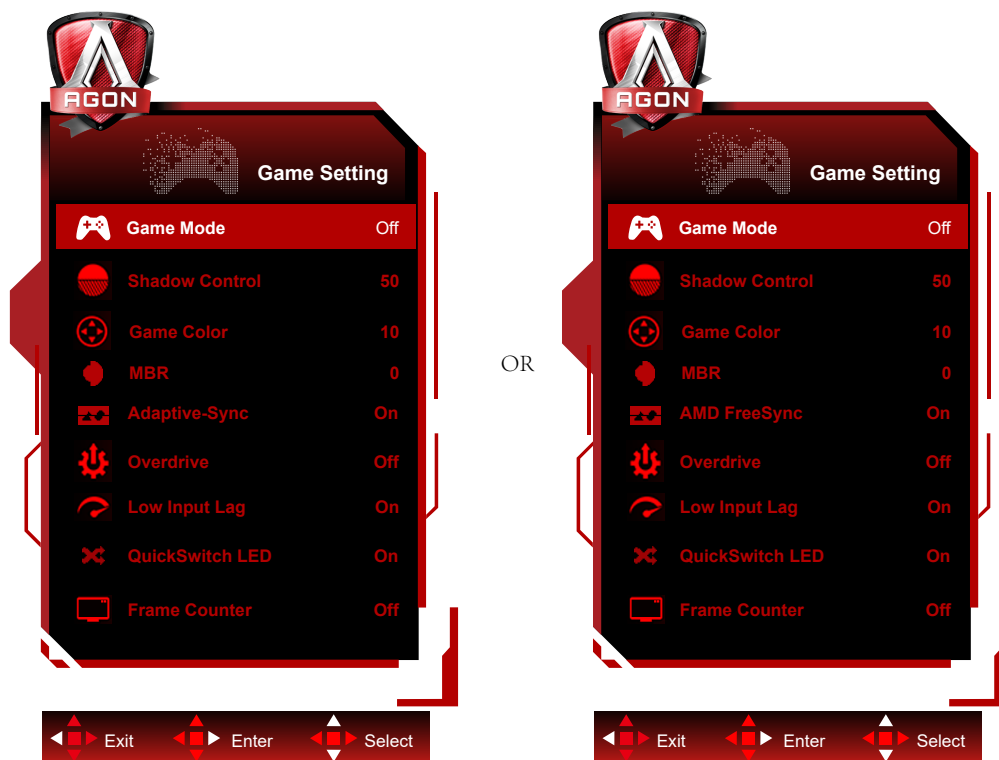 AGON
Game Setting
Game Mode Off
Shadow Control 50
Game Color 10
MBR 0
Adaptive-Sync On
Overdrive Off
Low Input Lag On
QuickSwitch LED On
Frame Counter Off
Exit Enter Select
OR
AGON
Game Setting
Game Mode Off
Shadow Control 50
Game Color 10
MBR 0
AMD FreeSync On
Overdrive Off
Low Input Lag On
QuickSwitch LED On
Frame Counter Off
Exit Enter Select